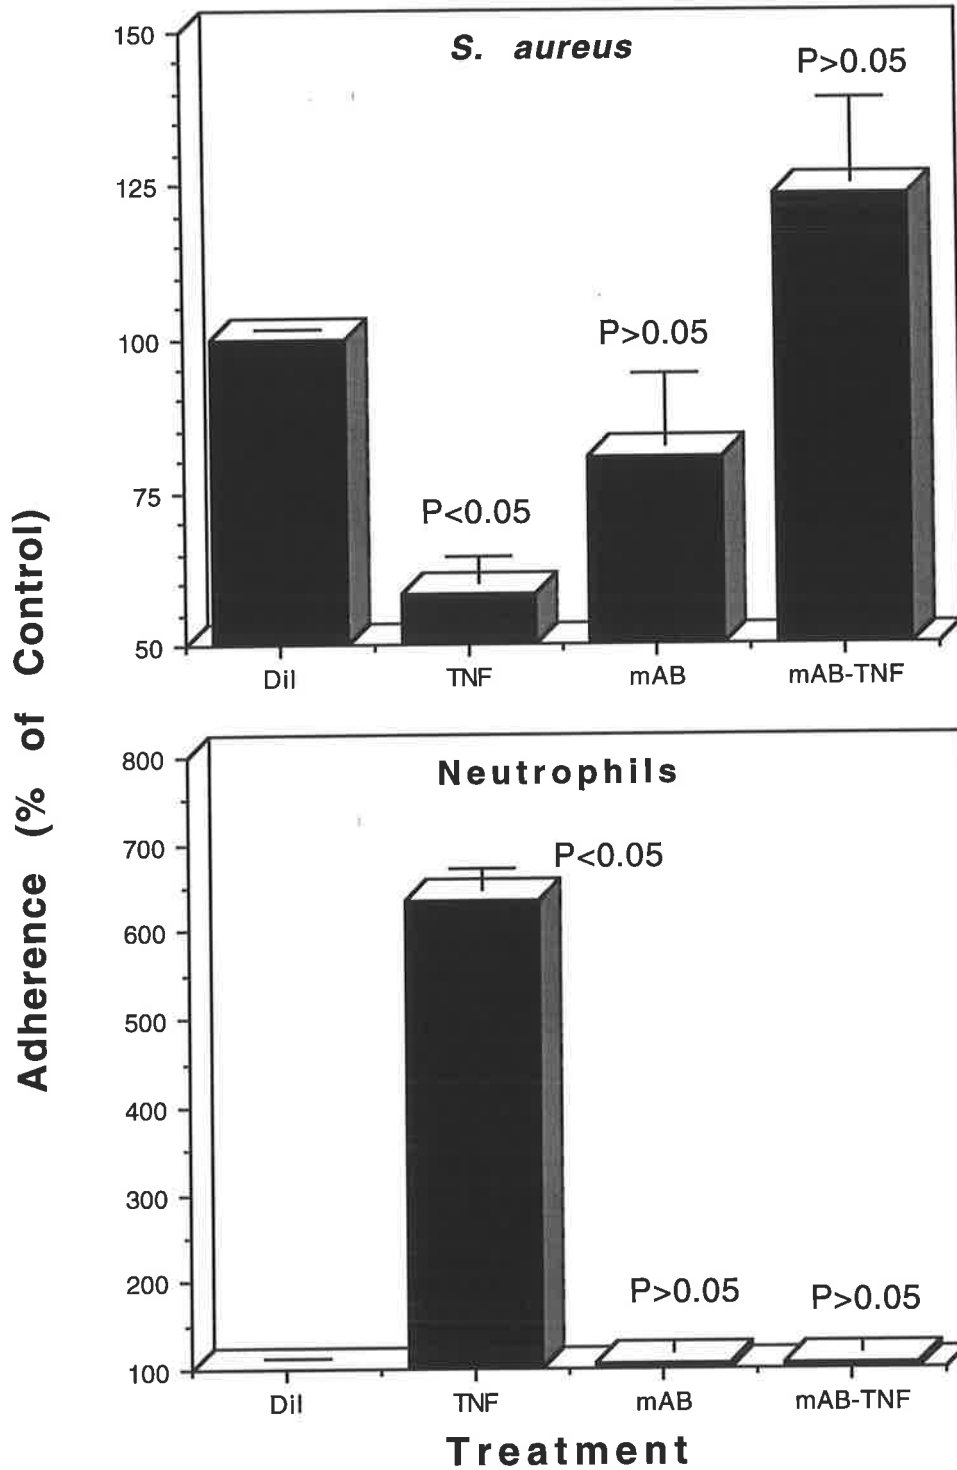 S. aureus
P>0.05
150
125
P>0.05
100
P<0.05
75
50
Dil
TNF
mAB
mAB-TNF
Adherence (% of Control)
Neutrophils
800
P<0.05
700
600
500
400
300
P>0.05
P>0.05
200
100
Dil
TNF
mAB
mAB-TNF
Treatment